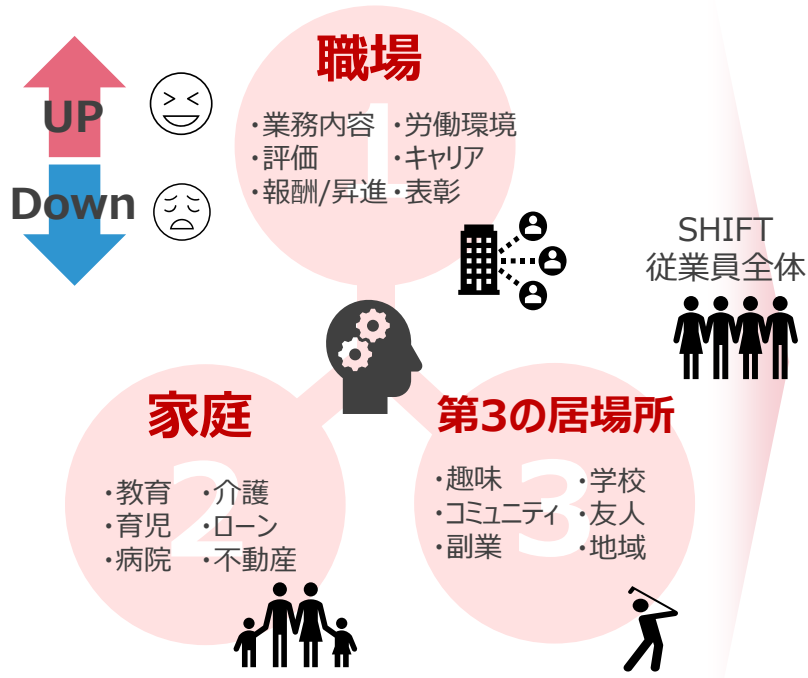 職場
1
・業務内容 ・労働環境
・評価 ・キャリア
・報酬/昇進 ・表彰
UP
Down
SHIFT
従業員全体
家庭
2
・教育 ・介護
・育児 ・ローン
・病院 ・不動産
第3の居場所
3
・趣味 ・学校
・コミュニティ ・友人
・副業 ・地域